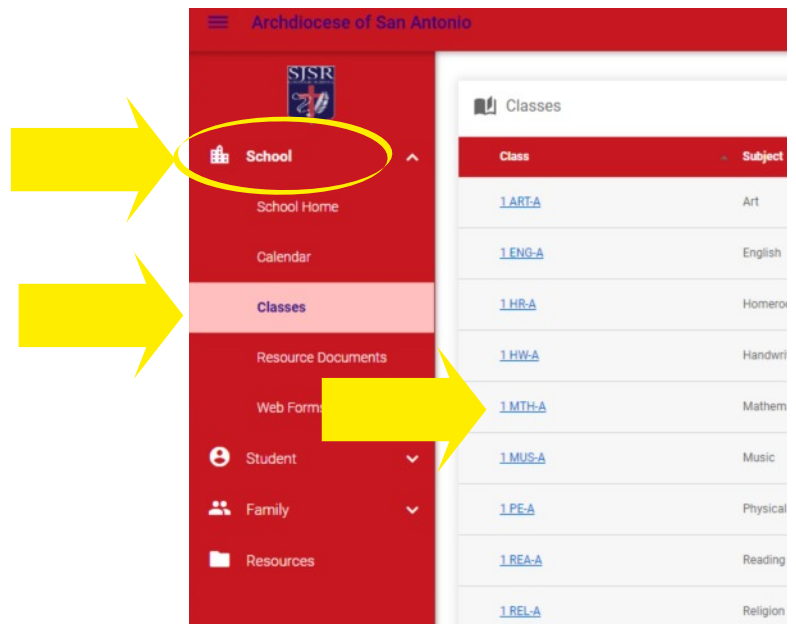 Archdiocese of San Antonio
SJSR
School
School Home
Calendar
Classes
Resource Documents
Web Forms
Student
Family
Resources
Classes
Class Subject
1 ART-A Art
1 ENG-A English
1 HR-A Homeroo
1 HW-A Handwri
1 MTH-A Mathem
1 MUS-A Music
1 PE-A Physical
1 REA-A Reading
1 REL-A Religion